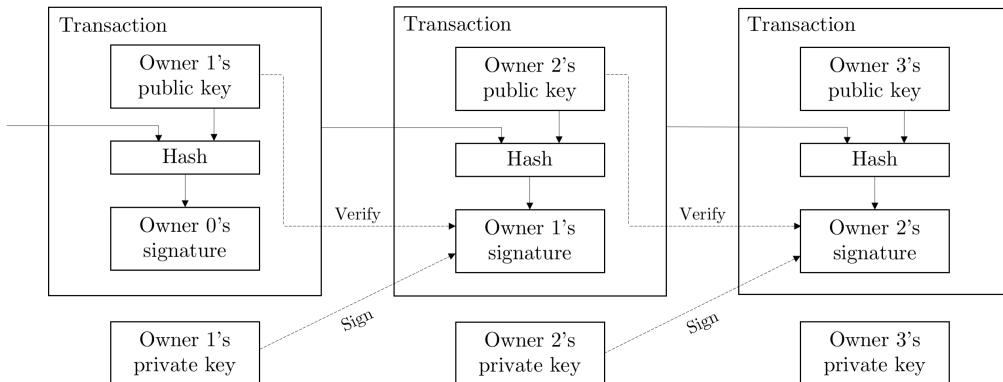 Transaction
Owner 1's
public key
Hash
Owner 0's
signature
Owner 1's
private key
Verify
Sign
Transaction
Owner 2's
public key
Hash
Owner 1's
signature
Owner 2's
private key
Verify
Sign
Transaction
Owner 3's
public key
Hash
Owner 2's
signature
Owner 3's
private key